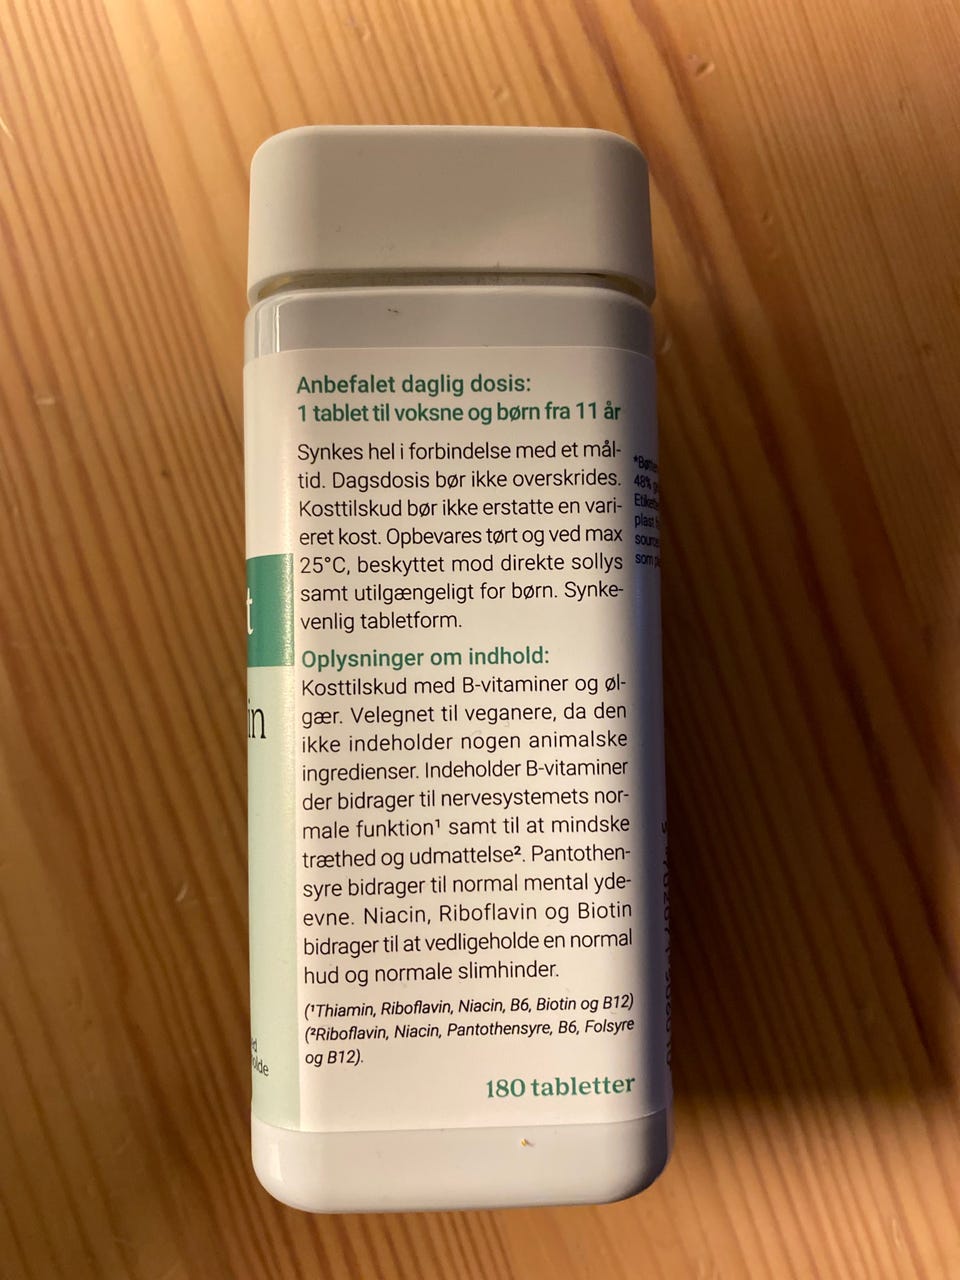 Anbefalet daglig dosis:
1 tablet til voksne og børn fra 11 år
Synkes hel i forbindelse med et mål-
tid. Dagsdosis bør ikke overskrides.
Kosttilskud bør ikke erstatte en vari-
eret kost. Opbevares tørt og ved max
25°C, beskyttet mod direkte sollys
samt utilgængeligt for børn. Synke-
venlig tabletform.
Oplysninger om indhold:
Kosttilskud med B-vitaminer og øl-
gær. Velegnet til veganere, da den
ikke indeholder nogen animalske
ingredienser. Indeholder B-vitaminer
der bidrager til nervesystemets nor-
male funktion¹ samt til at mindske
træthed og udmattelse². Pantothen-
syre bidrager til normal mental yde-
evne. Niacin, Riboflavin og Biotin
bidrager til at vedligeholde en normal
hud og normale slimhinder.
(¹Thiamin, Riboflavin, Niacin, B6, Biotin og B12)
(²Riboflavin, Niacin, Pantothensyre, B6, Folsyre
og B12).
180 tabletter
48%
plast
som